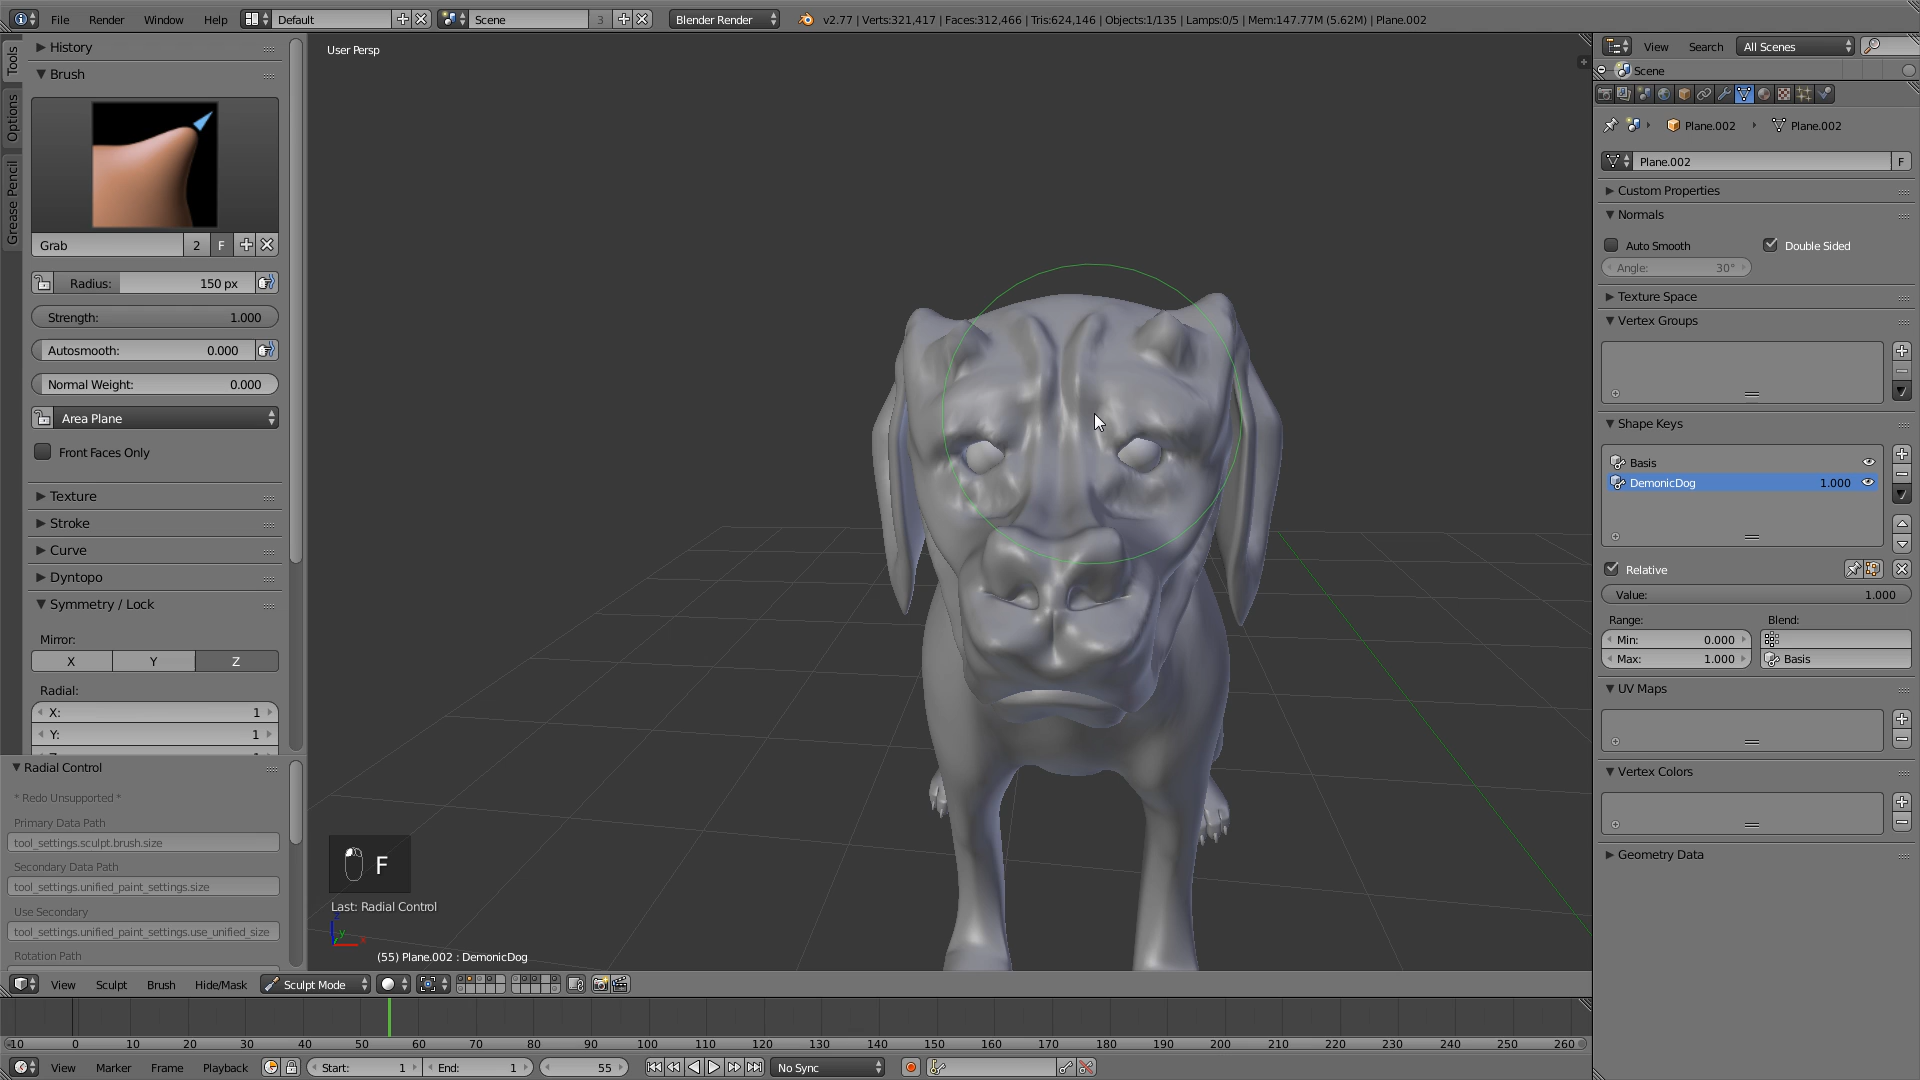 File Render Window Help Default Scene 3 Blender Render v2.77 | Verts:321,417 | Faces:312,466 | Tris:624,146 | Objects:1/135 | Lamps:0/5 | Mem:147.77M (5.62M) | Plane.002
Tools
Options
Grease Pencil
History
Brush
Grab 2 F
Radius: 150 px
Strength: 1.000
Autosmooth: 0.000
Normal Weight: 0.000
Area Plane
Front Faces Only
Texture
Stroke
Curve
Dyntopo
Symmetry / Lock
Mirror:
X Y Z
Radial:
X: 1
Y: 1
Radial Control
* Redo Unsupported *
Primary Data Path
tool_settings.sculpt.brush.size
Secondary Data Path
tool_settings.unified_paint_settings.size
Use Secondary
tool_settings.unified_paint_settings.use_unified_size
Rotation Path
User Persp
F
Last: Radial Control
z
y
x
(55) Plane.002 : DemonicDog
View Sculpt Brush Hide/Mask Sculpt Mode
-10 0 10 20 30 40 50 60 70 80 90 100 110 120 130 140 150 160 170 180 190 200 210 220 230 240 250 260
View Marker Frame Playback Start: 1 End: 1 55 No Sync
View Search All Scenes
Scene
Plane.002 Plane.002
Plane.002 F
Custom Properties
Normals
Auto Smooth Double Sided
Angle: 30°
Texture Space
Vertex Groups
Shape Keys
Basis
DemonicDog 1.000
Relative
Value: 1.000
Range: Blend:
Min: 0.000
Max: 1.000 Basis
UV Maps
Vertex Colors
Geometry Data